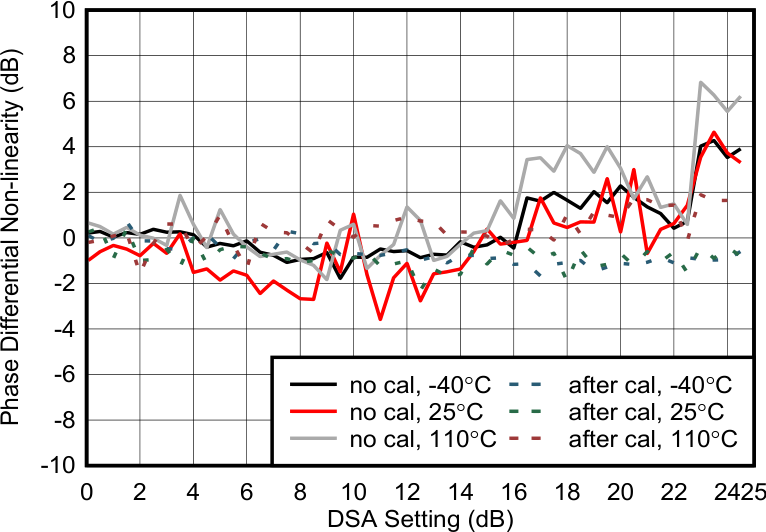 Phase Differential Non-linearity (dB)
10
8
6
4
2
0
-2
-4
-6
-8
-10
no cal, -40°C
after cal, -40°C
no cal, 25°C
after cal, 25°C
no cal, 110°C
after cal, 110°C
0 2 4 6 8 10 12 14 16 18 20 22 2425
DSA Setting (dB)